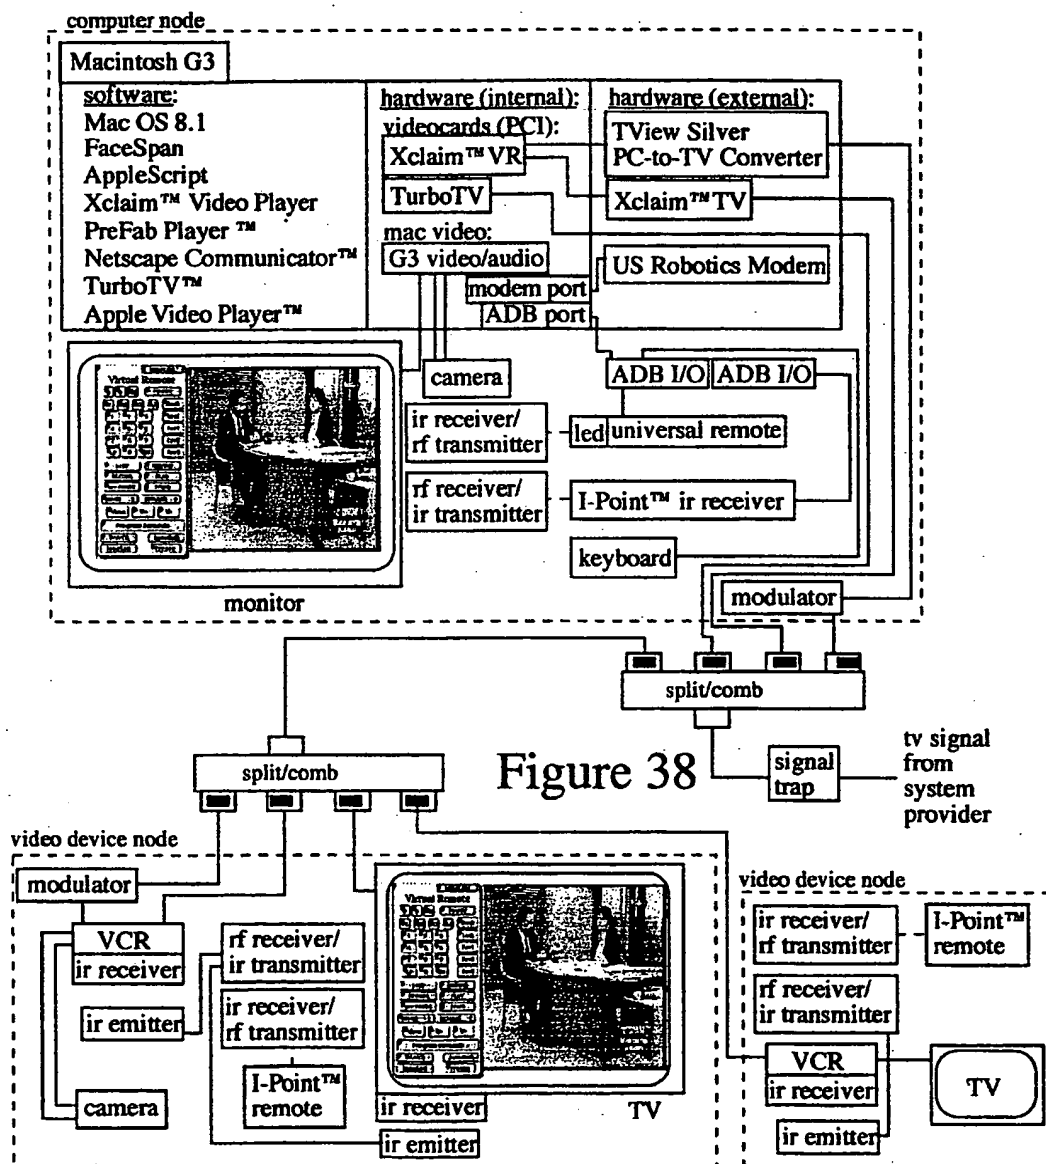 computer node
Macintosh G3
software:
Mac OS 8.1
FaceSpan
AppleScript
Xclaim™ Video Player
PreFab Player ™
Netscape Communicator™
TurboTV™
Apple Video Player™
hardware (internal):
videocards (PCI):
Xclaim™ VR
TurboTV
mac video:
G3 video/audio
modem port
ADB port
hardware (external):
TView Silver
PC-to-TV Converter
Xclaim™ TV
US Robotics Modem
camera
ADB I/O
ADB I/O
ir receiver/
rf transmitter
led
universal remote
rf receiver/
ir transmitter
I-Point™ ir receiver
keyboard
Virtual Remote
monitor
modulator
split/comb
split/comb
Figure 38
signal
trap
tv signal
from
system
provider
video device node
modulator
VCR
ir receiver
ir emitter
camera
rf receiver/
ir transmitter
ir receiver/
rf transmitter
I-Point™
remote
Virtual Remote
ir receiver
TV
ir emitter
video device node
ir receiver/
rf transmitter
I-Point™
remote
rf receiver/
ir transmitter
VCR
ir receiver
ir emitter
TV